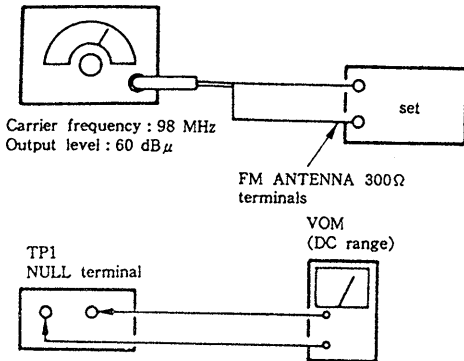 set
Carrier frequency : 98 MHz
Output level : 60 dBμ
FM ANTENNA 300Ω
terminals
VOM
(DC range)
TP1
NULL terminal